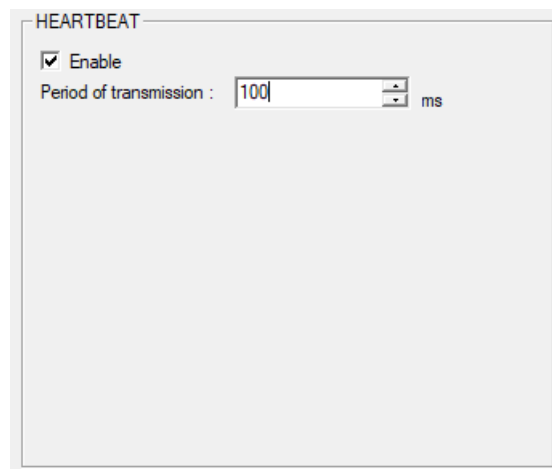 HEARTBEAT
Enable
Period of transmission : 100 ms